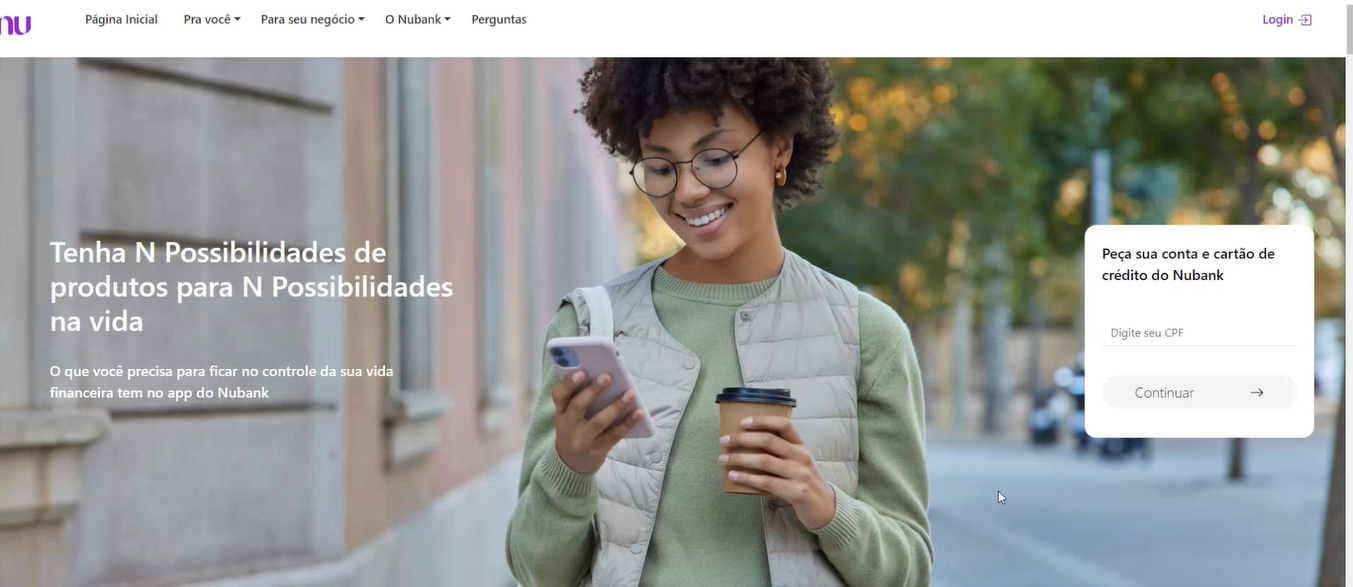 nu
Página Inicial Pra você Para seu negócio O Nubank Perguntas Login
Tenha N Possibilidades de
produtos para N Possibilidades
na vida
O que você precisa para ficar no controle da sua vida
financeira tem no app do Nubank
Peça sua conta e cartão de
crédito do Nubank
Digite seu CPF
Continuar